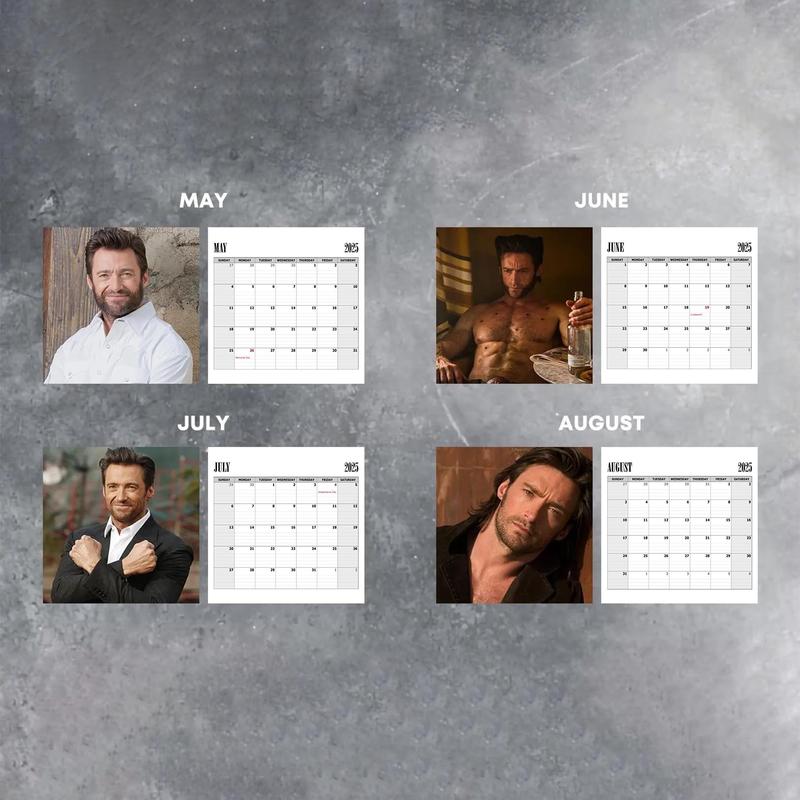 MAY
MAY 2025
SUNDAY MONDAY TUESDAY WEDNESDAY THURSDAY FRIDAY SATURDAY
27 28 29 30 1 2 3
4 5 6 7 8 9 10
11 12 13 14 15 16 17
18 19 20 21 22 23 24
25 26 27 28 29 30 31
Memorial Day
JUNE
JUNE 2025
SUNDAY MONDAY TUESDAY WEDNESDAY THURSDAY FRIDAY SATURDAY
1 2 3 4 5 6 7
8 9 10 11 12 13 14
15 16 17 18 19 20 21
22 23 24 25 26 27 28
29 30 1 2 3 4 5
JULY
JULY 2025
SUNDAY MONDAY TUESDAY WEDNESDAY THURSDAY FRIDAY SATURDAY
29 30 1 2 3 4 5
Independence Day
6 7 8 9 10 11 12
13 14 15 16 17 18 19
20 21 22 23 24 25 26
27 28 29 30 31 1 2
AUGUST
AUGUST 2025
SUNDAY MONDAY TUESDAY WEDNESDAY THURSDAY FRIDAY SATURDAY
27 28 29 30 31 1 2
3 4 5 6 7 8 9
10 11 12 13 14 15 16
17 18 19 20 21 22 23
24 25 26 27 28 29 30
31 1 2 3